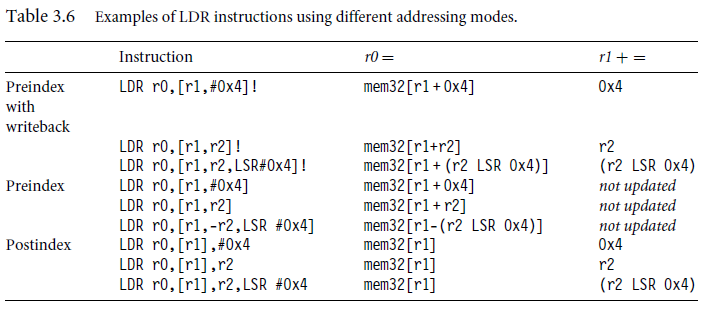 Table 3.6 Examples of LDR instructions using different addressing modes.
Instruction r0 = r1 + =
Preindex LDR r0,[r1,#0x4]! mem32[r1+0x4] 0x4
with
writeback
LDR r0,[r1,r2]! mem32[r1+r2] r2
LDR r0,[r1,r2,LSR#0x4]! mem32[r1+(r2 LSR 0x4)] (r2 LSR 0x4)
Preindex LDR r0,[r1,#0x4] mem32[r1+0x4] not updated
LDR r0,[r1,r2] mem32[r1+r2] not updated
LDR r0,[r1,-r2,LSR #0x4] mem32[r1-(r2 LSR 0x4)] not updated
Postindex LDR r0,[r1],#0x4 mem32[r1] 0x4
LDR r0,[r1],r2 mem32[r1] r2
LDR r0,[r1],r2,LSR #0x4 mem32[r1] (r2 LSR 0x4)